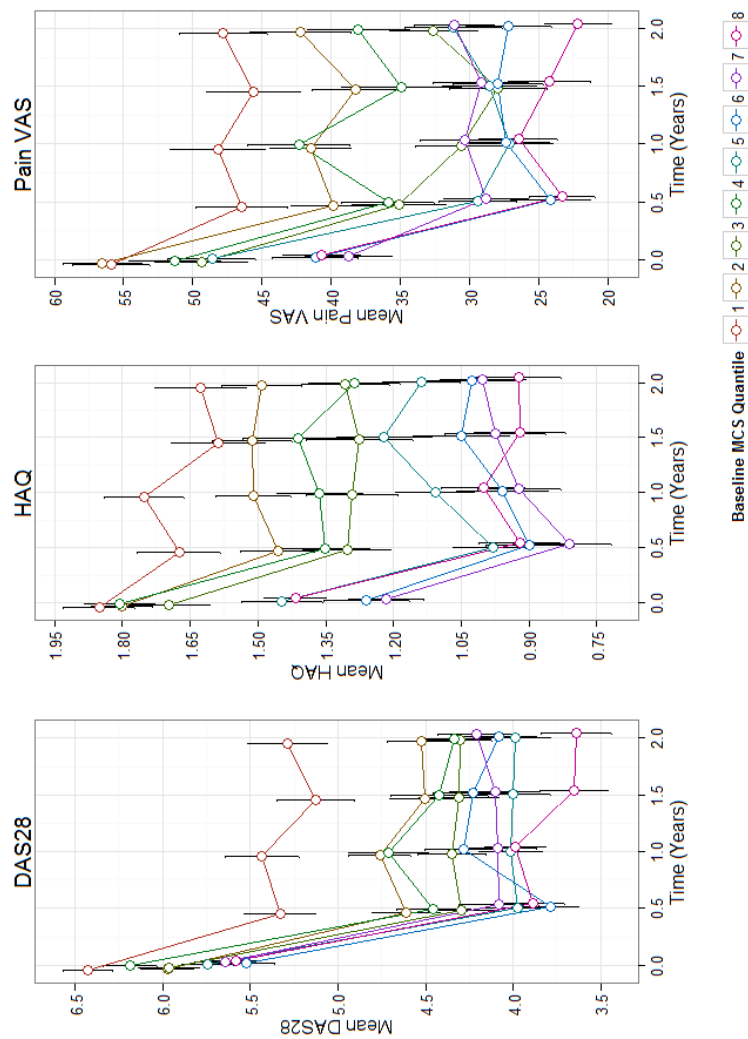 DAS28
Mean DAS28
6.5
6.0
5.5
5.0
4.5
4.0
3.5
0.0 0.5 1.0 1.5 2.0
Time (Years)
HAQ
Mean HAQ
1.95
1.80
1.65
1.50
1.35
1.20
1.05
0.90
0.75
0.0 0.5 1.0 1.5 2.0
Time (Years)
Pain VAS
Mean Pain VAS
60
55
50
45
40
35
30
25
20
0.0 0.5 1.0 1.5 2.0
Time (Years)
Baseline MCS Quantile 1 2 3 4 5 6 7 8